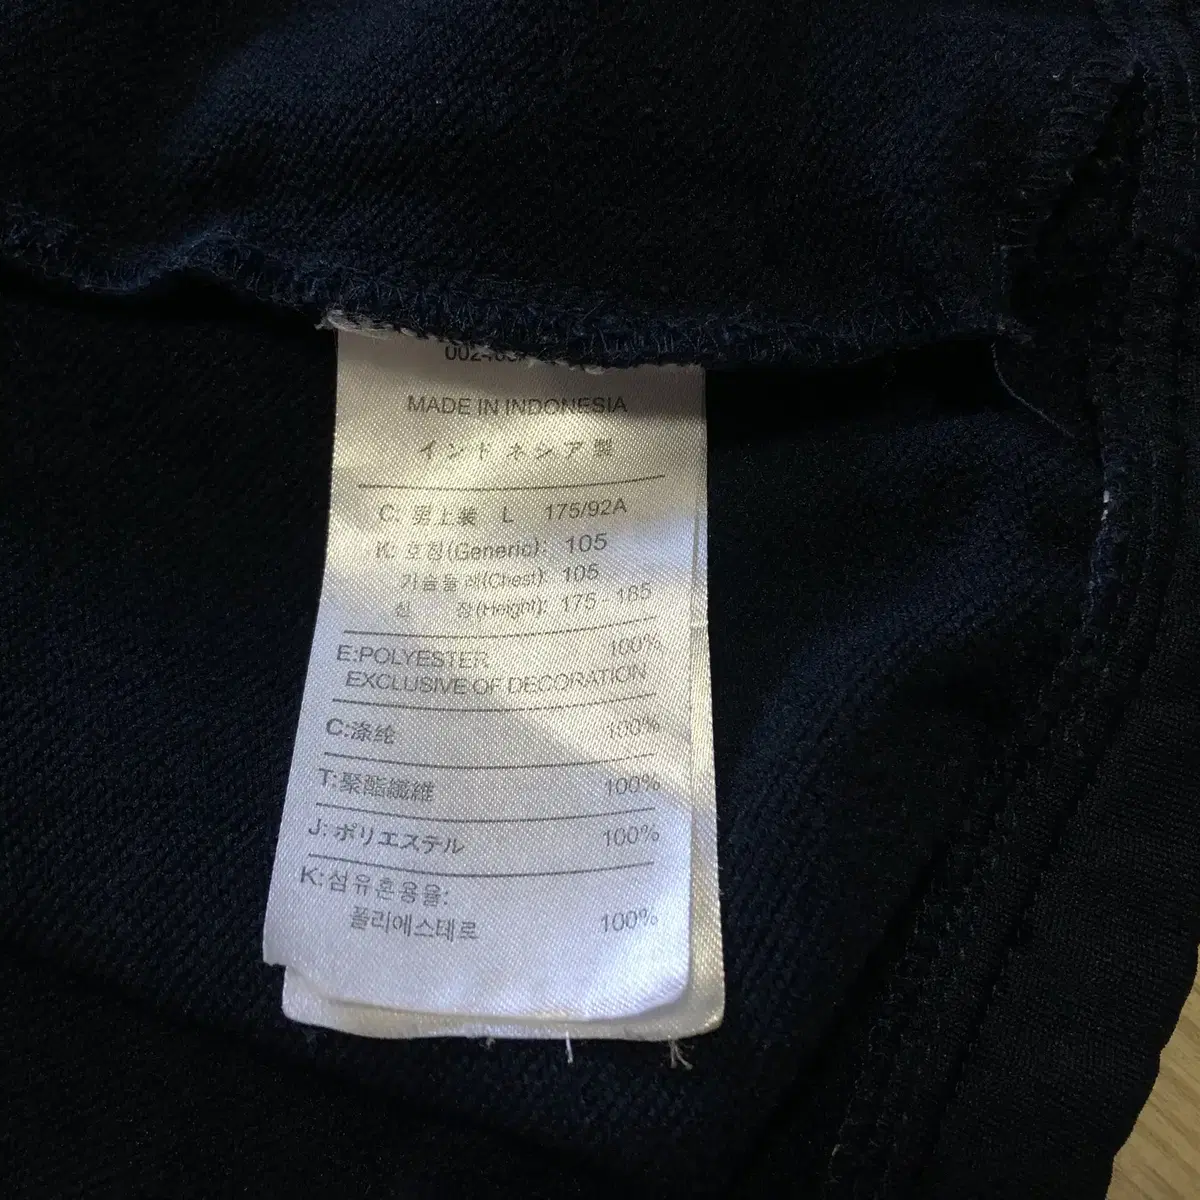 MADE IN INDONESIA
インドネシア製
C. 男上装 L 175/92A
K: 호칭(Generic): 105
가슴둘레(Chest): 105
신 장(Height): 175 - 185
E:POLYESTER 100%
EXCLUSIVE OF DECORATION
C:涤纶 100%
T:聚酯纖維 100%
J:ポリエステル 100%
K:섬유혼용율:
폴리에스테로 100%